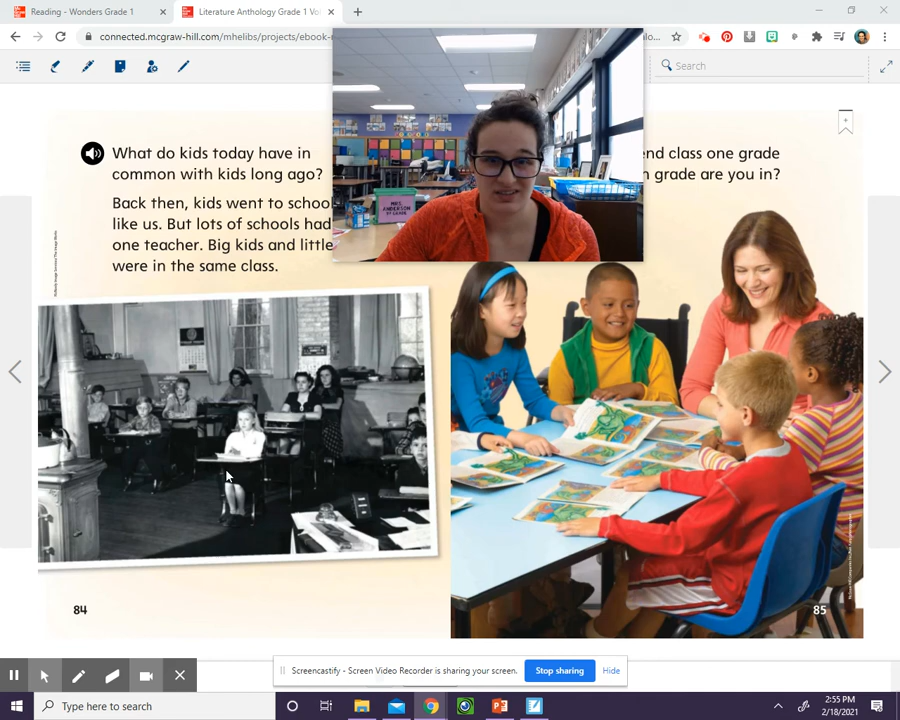 Reading - Wonders Grade 1
Literature Anthology Grade 1 Vol
connected.mcgraw-hill.com/mhelibs/projects/ebook-
Search
What do kids today have in
common with kids long ago?
Back then, kids went to school
like us. But lots of schools had
one teacher. Big kids and little
were in the same class.
end class one grade
grade are you in?
MRS.
ANDERSON
1ST GRADE
84
85
Screencastify - Screen Video Recorder is sharing your screen.
Stop sharing
Hide
Type here to search
2:55 PM
2/18/2021